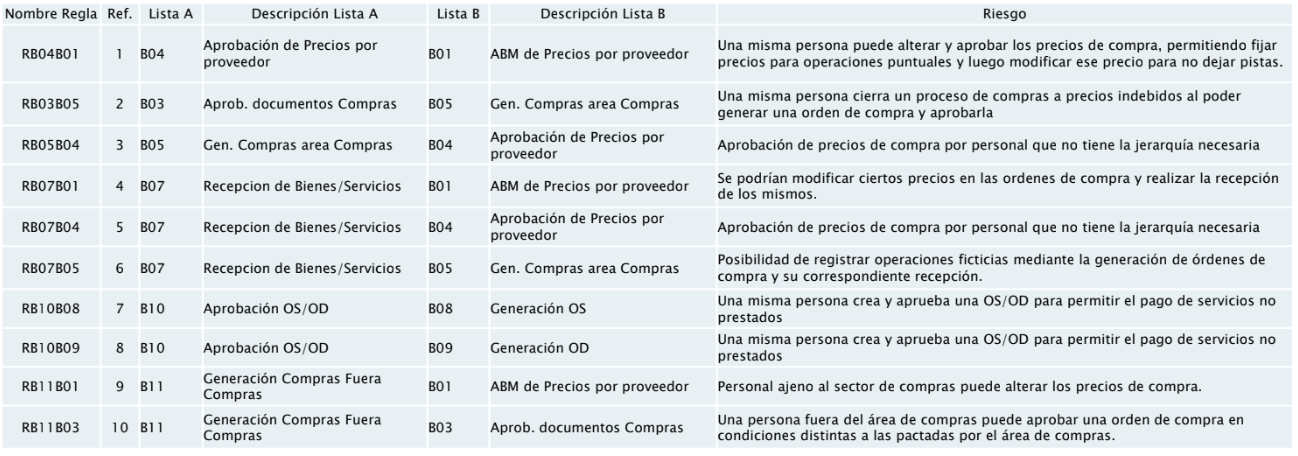 Nombre Regla Ref. Lista A Descripción Lista A Lista B Descripción Lista B Riesgo
RB04B01 1 B04 Aprobación de Precios por proveedor B01 ABM de Precios por proveedor Una misma persona puede alterar y aprobar los precios de compra, permitiendo fijar precios para operaciones puntuales y luego modificar ese precio para no dejar pistas.
RB03B05 2 B03 Aprob. documentos Compras B05 Gen. Compras area Compras Una misma persona cierra un proceso de compras a precios indebidos al poder generar una orden de compra y aprobarla
RB05B04 3 B05 Gen. Compras area Compras B04 Aprobación de Precios por proveedor Aprobación de precios de compra por personal que no tiene la jerarquía necesaria
RB07B01 4 B07 Recepcion de Bienes/Servicios B01 ABM de Precios por proveedor Se podrían modificar ciertos precios en las ordenes de compra y realizar la recepción de los mismos.
RB07B04 5 B07 Recepcion de Bienes/Servicios B04 Aprobación de Precios por proveedor Aprobación de precios de compra por personal que no tiene la jerarquía necesaria
RB07B05 6 B07 Recepcion de Bienes/Servicios B05 Gen. Compras area Compras Posibilidad de registrar operaciones ficticias mediante la generación de órdenes de compra y su correspondiente recepción.
RB10B08 7 B10 Aprobación OS/OD B08 Generación OS Una misma persona crea y aprueba una OS/OD para permitir el pago de servicios no prestados
RB10B09 8 B10 Aprobación OS/OD B09 Generación OD Una misma persona crea y aprueba una OS/OD para permitir el pago de servicios no prestados
RB11B01 9 B11 Generación Compras Fuera Compras B01 ABM de Precios por proveedor Personal ajeno al sector de compras puede alterar los precios de compra.
RB11B03 10 B11 Generación Compras Fuera Compras B03 Aprob. documentos Compras Una persona fuera del área de compras puede aprobar una orden de compra en condiciones distintas a las pactadas por el área de compras.